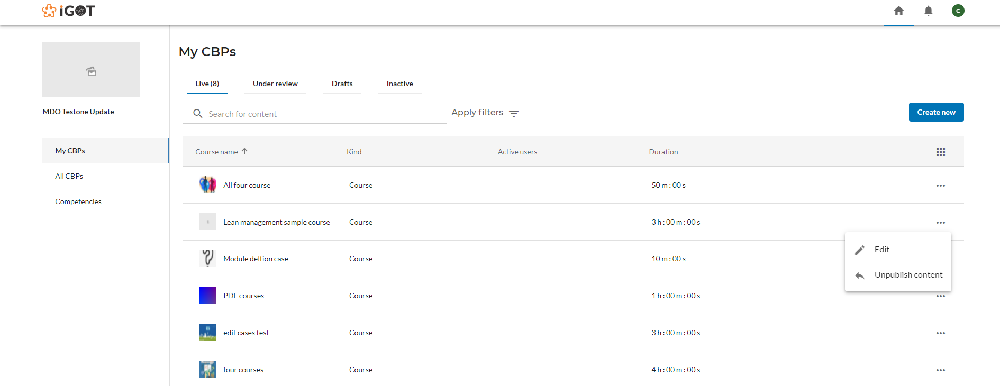 iGOT
C
My CBPs
Live (8)
Under review
Drafts
Inactive
MDO Testone Update
Search for content
Apply filters
Create new
My CBPs
All CBPs
Competencies
Course name
Kind
Active users
Duration
All four course
Course
50 m : 00 s
Lean management sample course
Course
3 h : 00 m : 00 s
Edit
Unpublish content
Module deltion case
Course
10 m : 00 s
PDF courses
Course
1 h : 00 m : 00 s
edit cases test
Course
3 h : 00 m : 00 s
four courses
Course
4 h : 00 m : 00 s